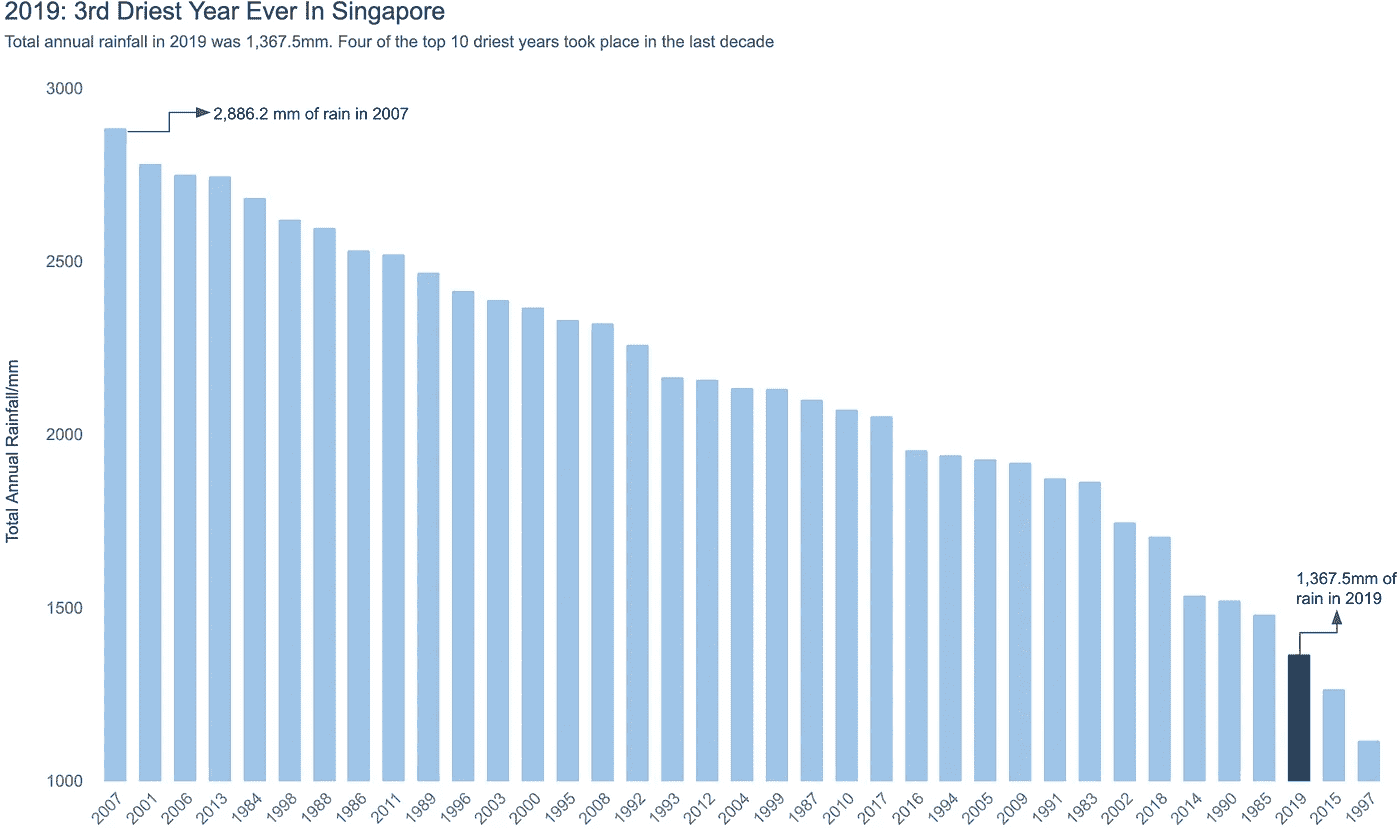 2019: 3rd Driest Year Ever In Singapore
Total annual rainfall in 2019 was 1,367.5mm. Four of the top 10 driest years took place in the last decade
3000
2,886.2 mm of rain in 2007
2500
2000
Total Annual Rainfall/mm
1500
1,367.5mm of
rain in 2019
1000
2007 2001 2006 2013 1984 1998 1988 1986 2011 1989 1996 2003 2000 1995 2008 1992 1993 2012 2004 1999 1987 2010 2017 2016 1994 2005 2009 1991 1983 2002 2018 2014 1990 1985 2019 2015 1997